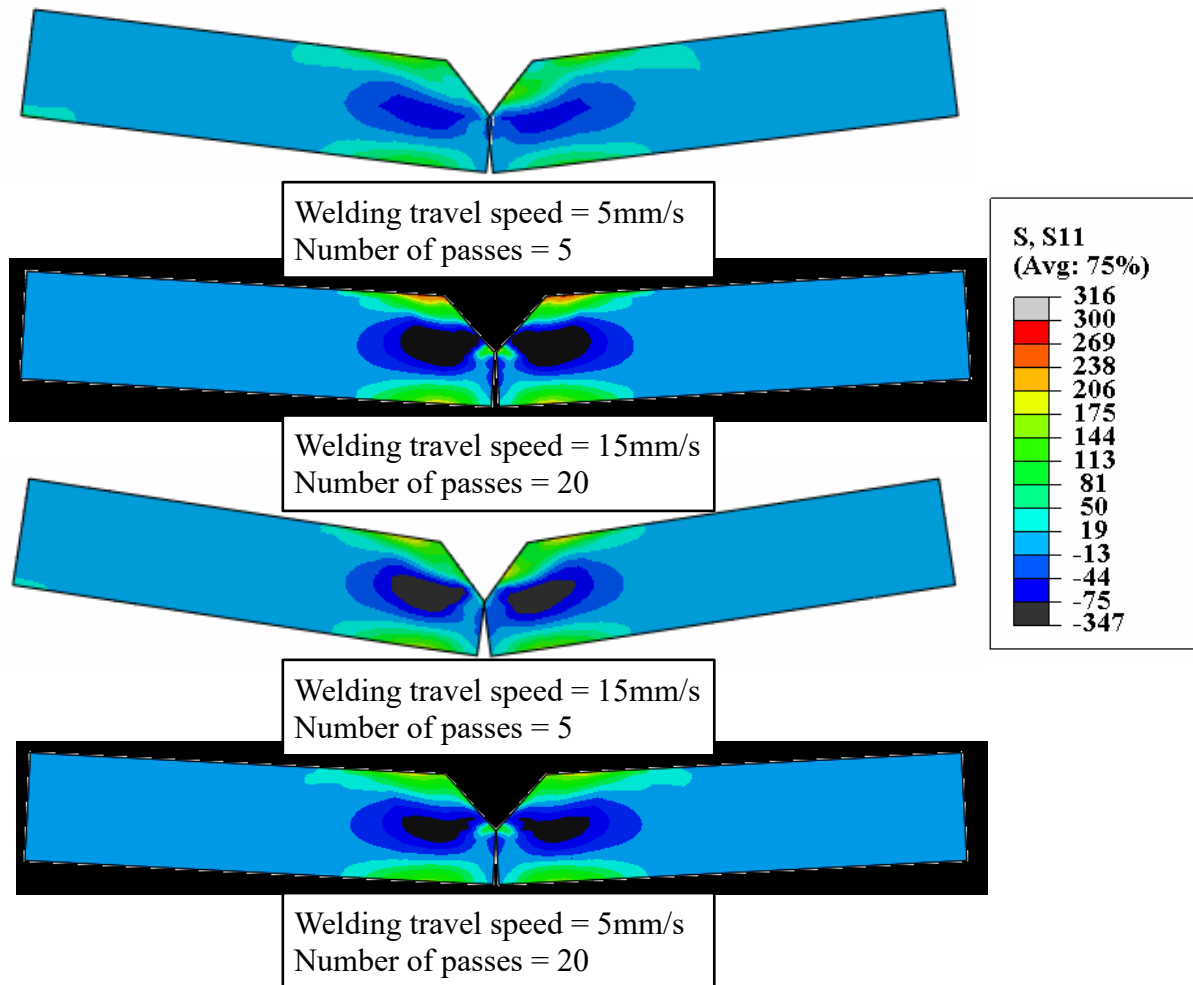 Welding travel speed = 5mm/s
Number of passes = 5
Welding travel speed = 15mm/s
Number of passes = 20
Welding travel speed = 15mm/s
Number of passes = 5
Welding travel speed = 5mm/s
Number of passes = 20
S, S11
(Avg: 75%)
316
300
269
238
206
175
144
113
81
50
19
-13
-44
-75
-347